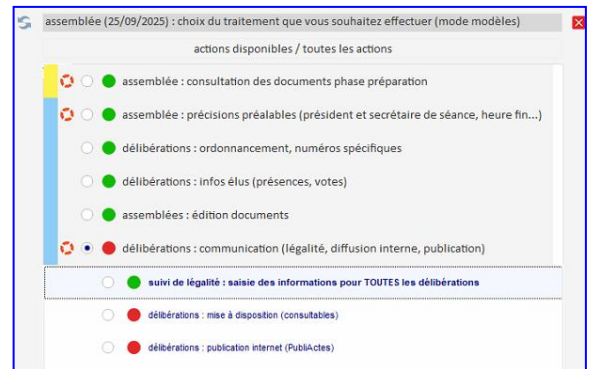 assemblée (25/09/2025) : choix du traitement que vous souhaitez effectuer (mode modèles)
actions disponibles / toutes les actions
assemblée : consultation des documents phase préparation
assemblée : précisions préalables (président et secrétaire de séance, heure fin...)
délibérations : ordonnancement, numéros spécifiques
délibérations : infos élus (présences, votes)
assemblées : édition documents
délibérations : communication (légalité, diffusion interne, publication)
suivi de légalité : saisie des informations pour TOUTES les délibérations
délibérations : mise à disposition (consultables)
délibérations : publication internet (PubliActes)